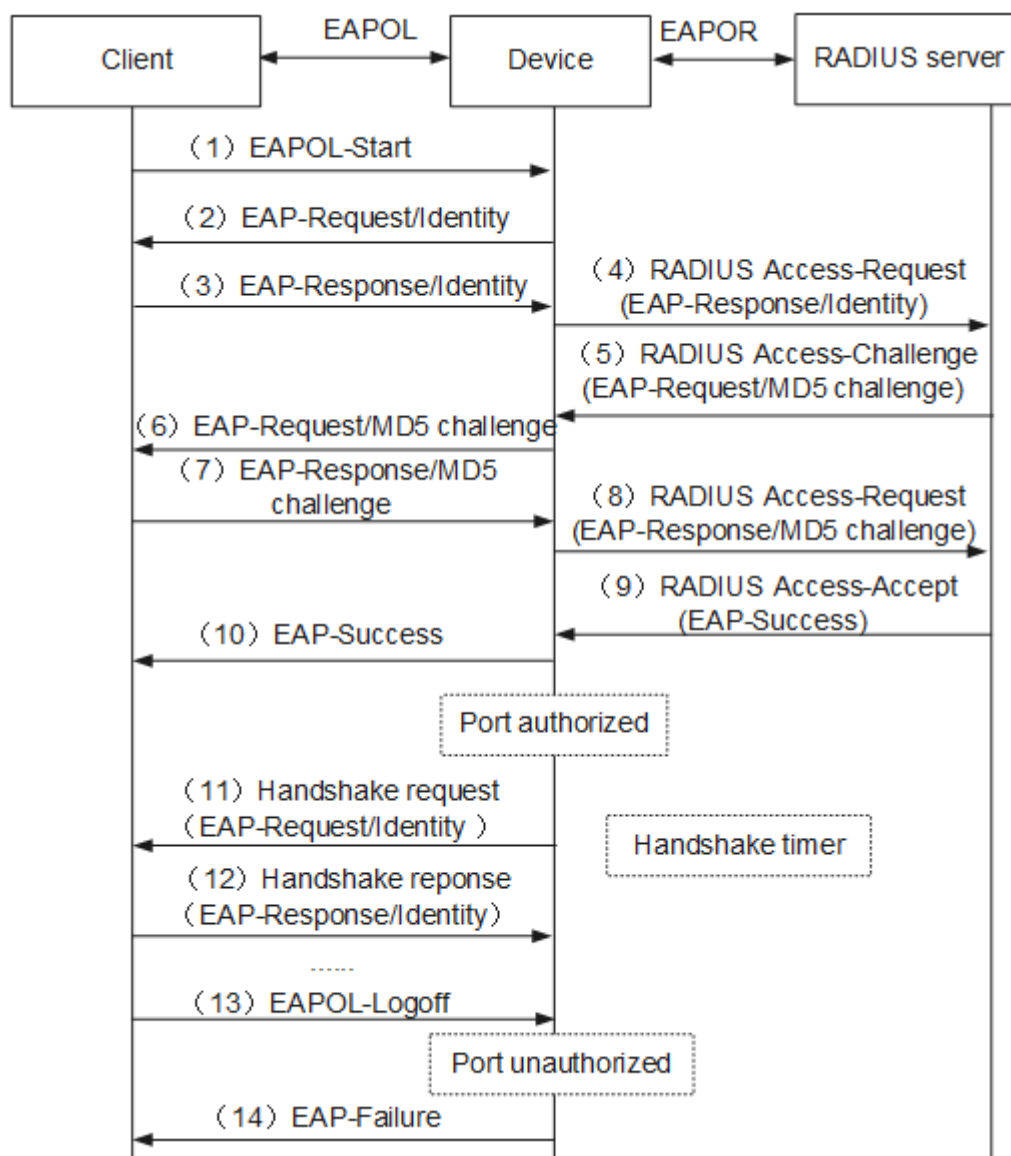 Client
EAPOL
Device
EAPOR
RADIUS server
（1）EAPOL-Start
（2）EAP-Request/Identity
（3）EAP-Response/Identity
（4）RADIUS Access-Request
(EAP-Response/Identity)
（5）RADIUS Access-Challenge
(EAP-Request/MD5 challenge)
（6）EAP-Request/MD5 challenge
（7）EAP-Response/MD5
challenge
（8）RADIUS Access-Request
(EAP-Response/MD5 challenge)
（9）RADIUS Access-Accept
(EAP-Success)
（10）EAP-Success
Port authorized
（11）Handshake request
（EAP-Request/Identity ）
Handshake timer
（12）Handshake reponse
（EAP-Response/Identity）
......
（13）EAPOL-Logoff
Port unauthorized
（14）EAP-Failure